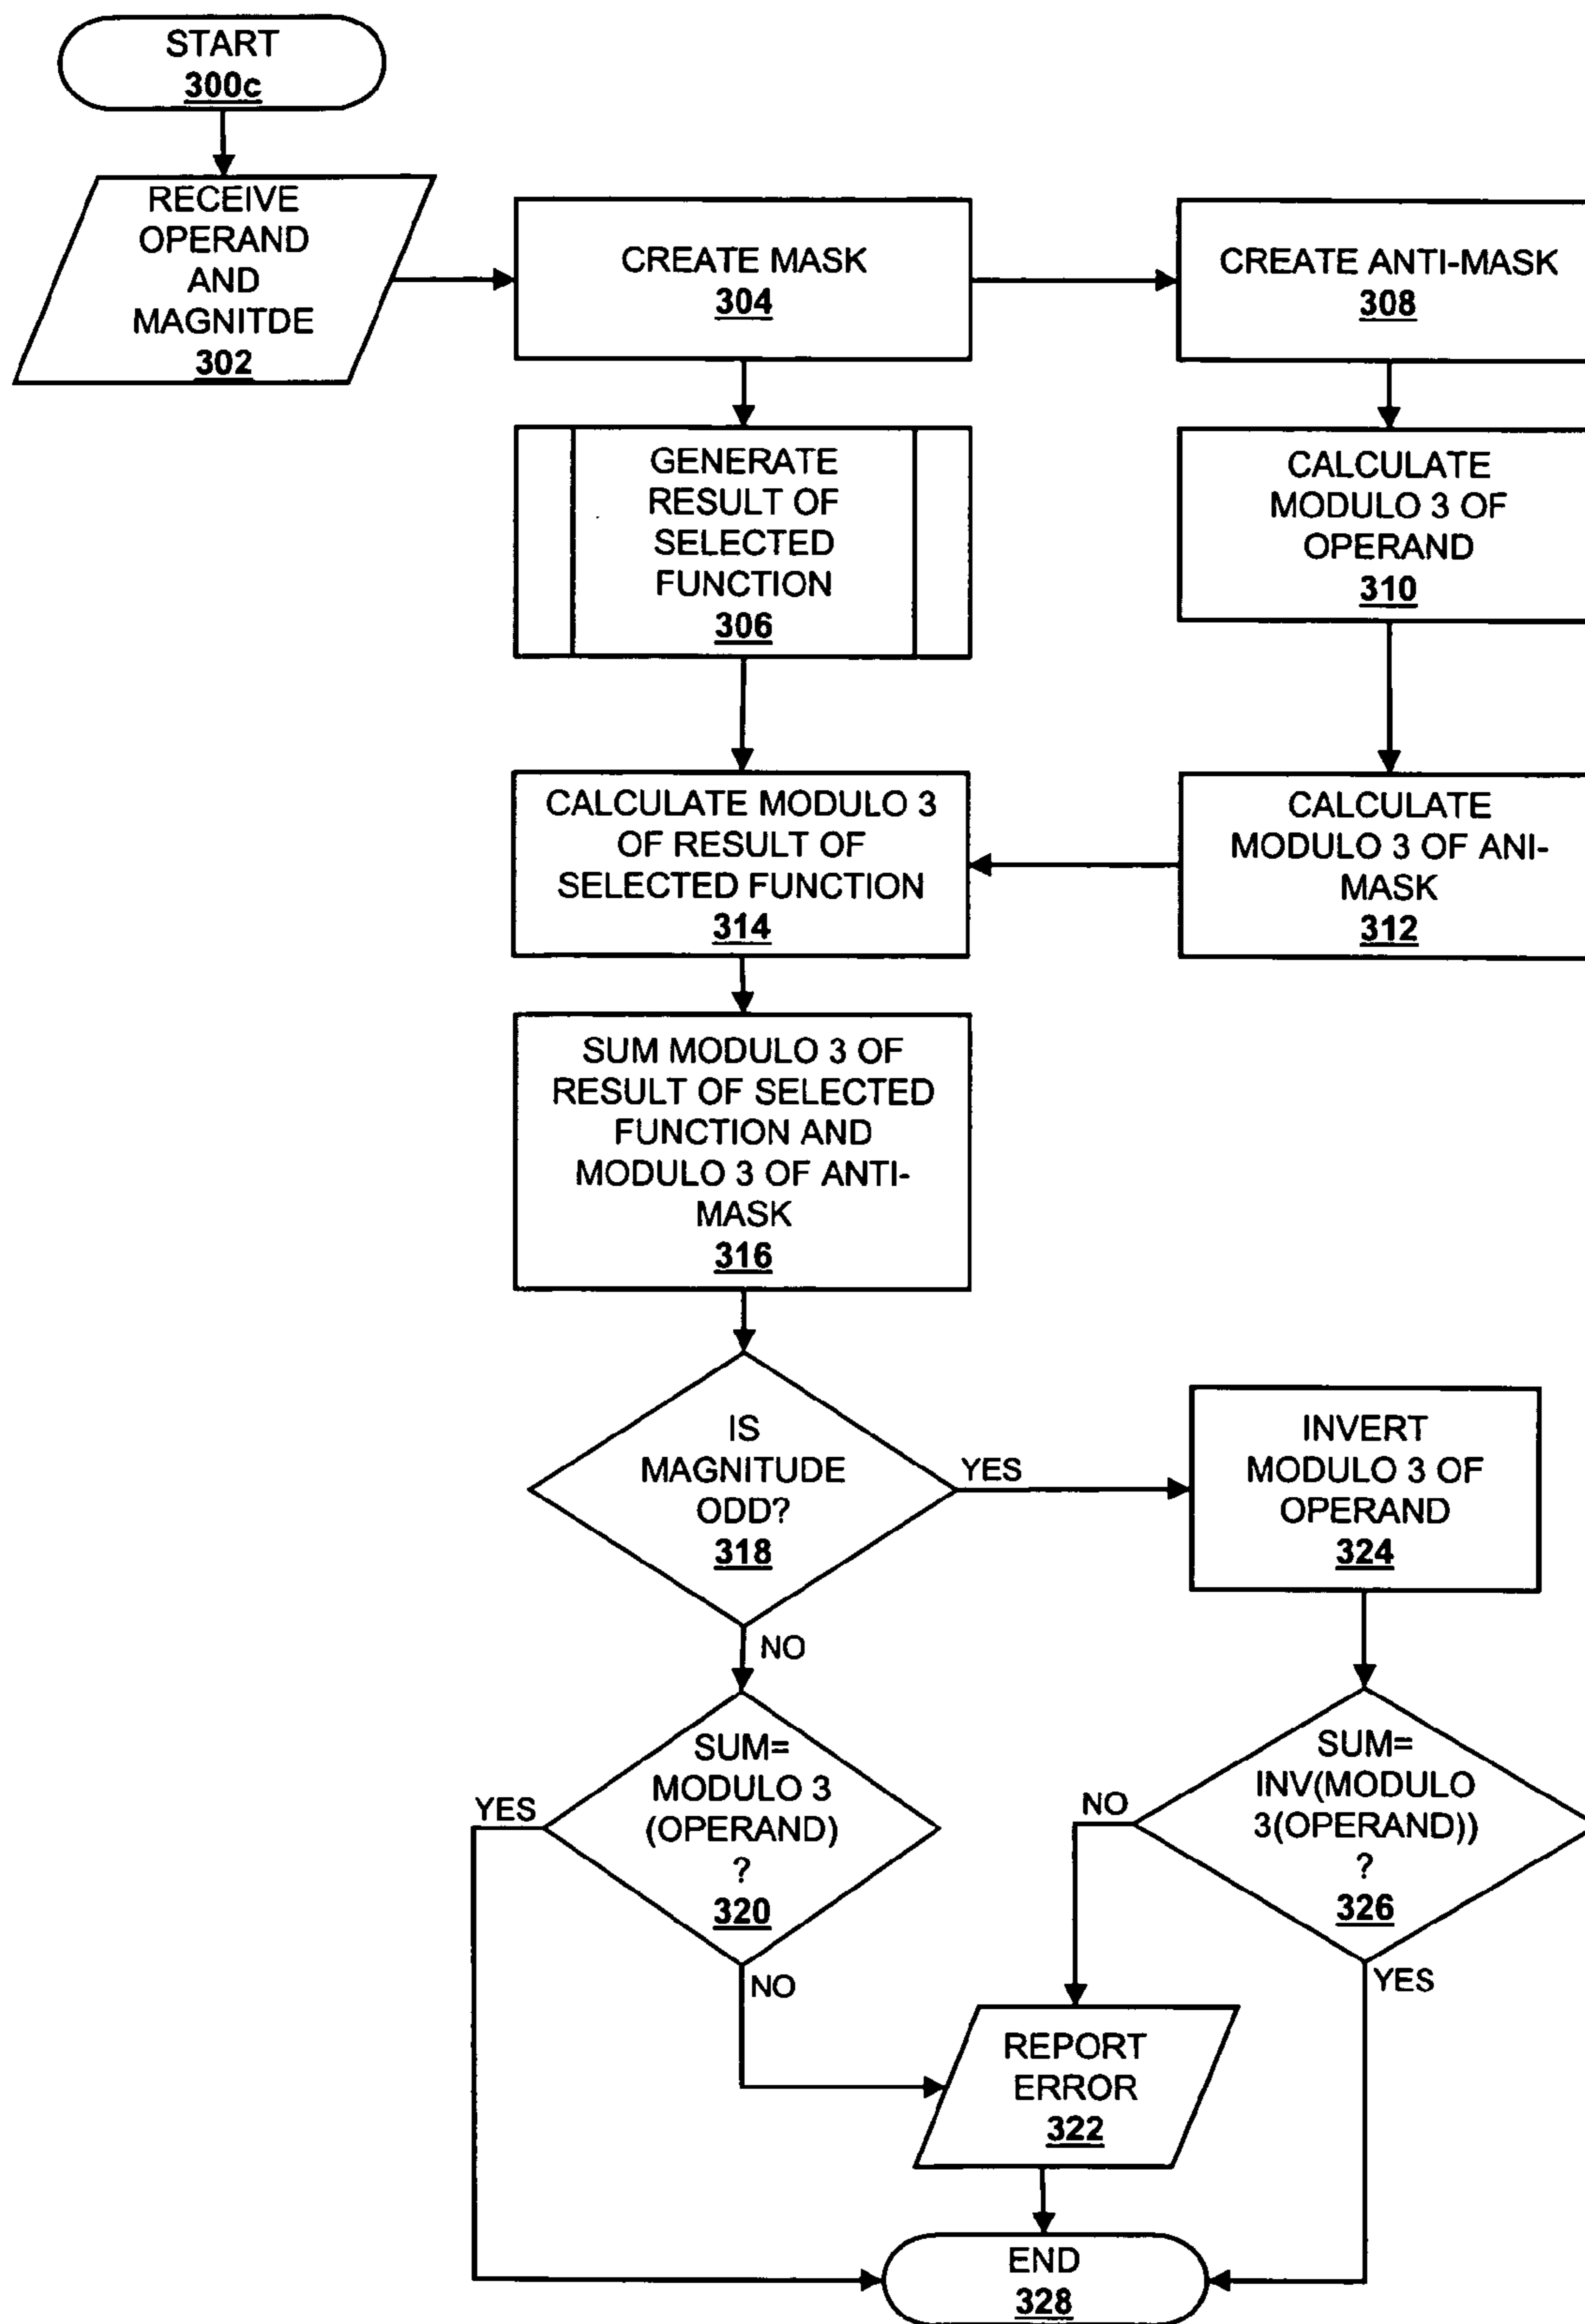 START
300c
RECEIVE
OPERAND
AND
MAGNITDE
302
CREATE MASK
304
CREATE ANTI-MASK
308
GENERATE
RESULT OF
SELECTED
FUNCTION
306
CALCULATE
MODULO 3 OF
OPERAND
310
CALCULATE MODULO 3
OF RESULT OF
SELECTED FUNCTION
314
CALCULATE
MODULO 3 OF ANI-
MASK
312
SUM MODULO 3 OF
RESULT OF SELECTED
FUNCTION AND
MODULO 3 OF ANTI-
MASK
316
IS
MAGNITUDE
ODD?
318
YES
NO
INVERT
MODULO 3 OF
OPERAND
324
SUM=
MODULO 3
(OPERAND)
?
320
YES
NO
SUM=
INV(MODULO
3(OPERAND))
?
326
NO
YES
REPORT
ERROR
322
END
328